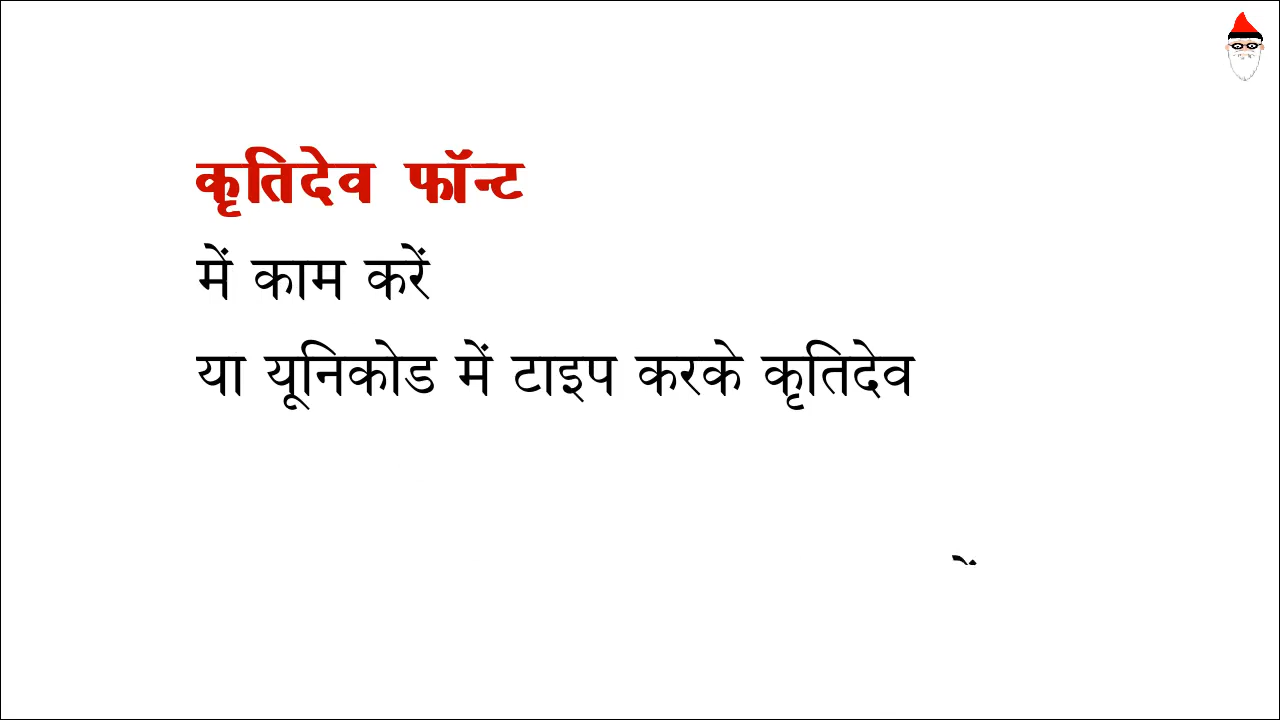 कृतिदेव फॉन्ट
में काम करें
या यूनिकोड में टाइप करके कृतिदेव